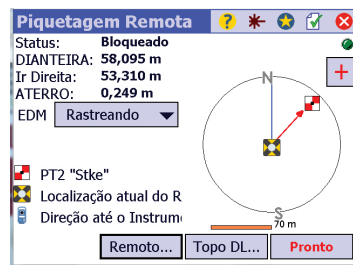 Piquetagem Remota
Status: Bloqueado
DIANTEIRA: 58,095 m
Ir Direita: 53,310 m
ATERRO: 0,249 m
EDM Rastreando
N
PT2 "Stke"
Localização atual do R
Direção até o Instrum
S
70 m
Remoto... Topo DL... Pronto